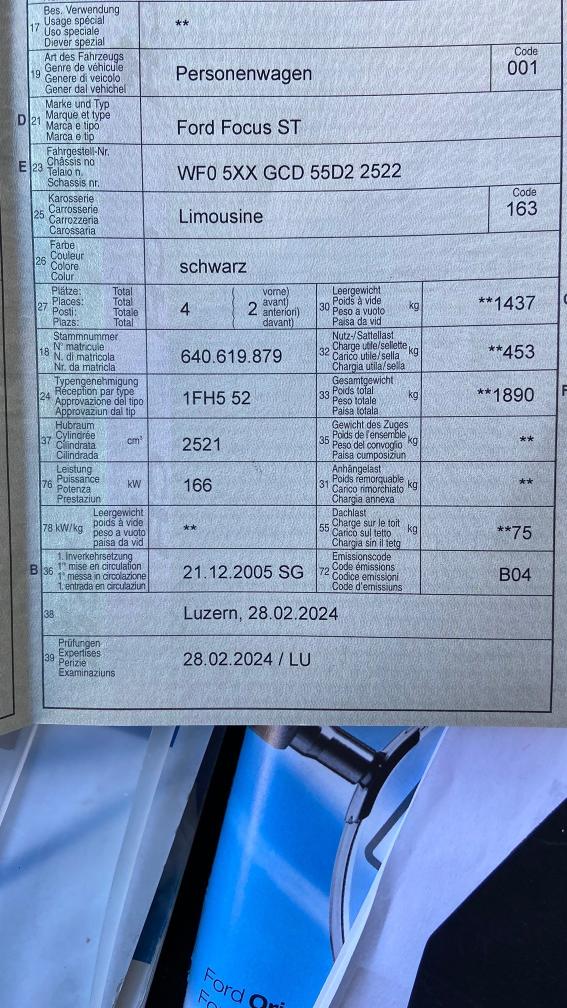 17 Bes. Verwendung
Usage spécial
Uso speciale
Diever spezial
**
19 Art des Fahrzeugs
Genre de véhicule
Genere di veicolo
Gener dal vehichel
Personenwagen
Code
001
D 21 Marke und Typ
Marque et type
Marca e tipo
Marca e tip
Ford Focus ST
E 23 Fahrgestell-Nr.
Châssis no
Telaio n.
Schassis nr.
WF0 5XX GCD 55D2 2522
25 Karosserie
Carrosserie
Carrozzeria
Carossaria
Limousine
Code
163
26 Farbe
Couleur
Colore
Colur
schwarz
27 Plätze: Total
Places: Total
Posti: Totale
Plazs: Total
4
2
vorne)
avant)
anteriori)
davant)
30 Leergewicht
Poids à vide
Peso a vuoto
Paisa da vid
kg
**1437
18 Stammnummer
N° matricule
N. di matricola
Nr. da matricla
640.619.879
32 Nutz-/Sattellast
Charge utile/sellette
Carico utile/sella
Chargia utila/sella
kg
**453
24 Typengenehmigung
Réception par type
Approvazione del tipo
Approvaziun dal tip
1FH5 52
33 Gesamtgewicht
Poids total
Peso totale
Paisa totala
kg
**1890
37 Hubraum
Cylindrée
Cilindrata
Cilindrada
cm³
2521
35 Gewicht des Zuges
Poids de l'ensemble
Peso del convoglio
Paisa cumposiziun
kg
**
76 Leistung
Puissance
Potenza
Prestaziun
kW
166
31 Anhängelast
Poids remorquable
Carico rimorchiato
Chargia annexa
kg
**
78 kW/kg Leergewicht
poids à vide
peso a vuoto
paisa da vid
**
55 Dachlast
Charge sur le toit
Carico sul tetto
Chargia sin il tetg
kg
**75
B 36 1. Inverkehrsetzung
1re mise en circulation
1a messa in circolazione
1. entrada en circulaziun
21.12.2005 SG
72 Emissionscode
Code émissions
Codice emissioni
Code d'emissiuns
B04
38
Luzern, 28.02.2024
39 Prüfungen
Expertises
Perizie
Examinaziuns
28.02.2024 / LU
Ford Ori